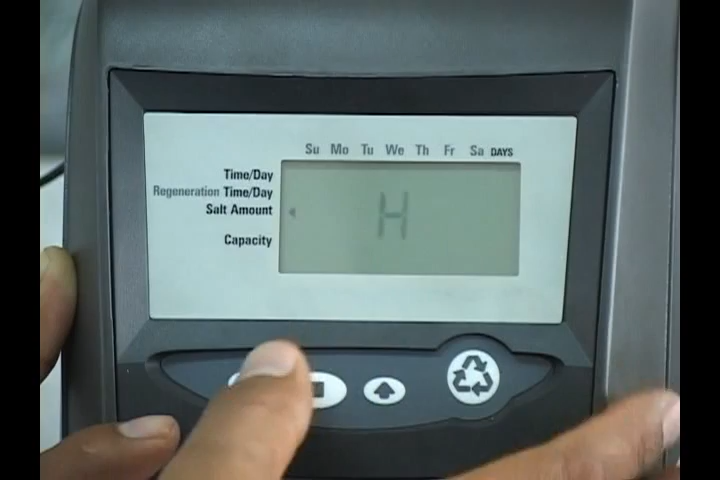 Su Mo Tu We Th Fr Sa DAYS
Time/Day
Regeneration Time/Day
Salt Amount
H
Capacity